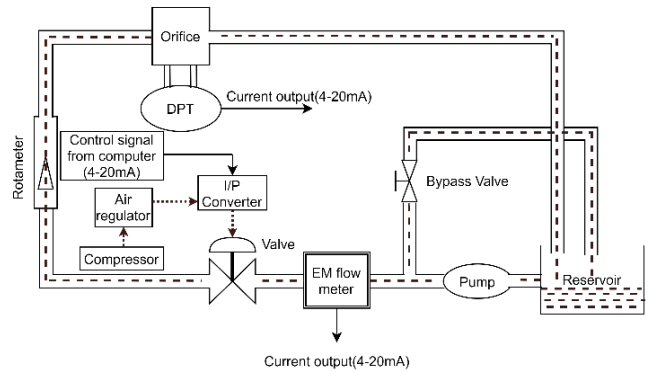 Orifice
DPT
Current output(4-20mA)
Rotameter
Control signal
from computer
(4-20mA)
I/P
Converter
Air
regulator
Compressor
Valve
EM flow
meter
Bypass Valve
Pump
Reservoir
Current output(4-20mA)